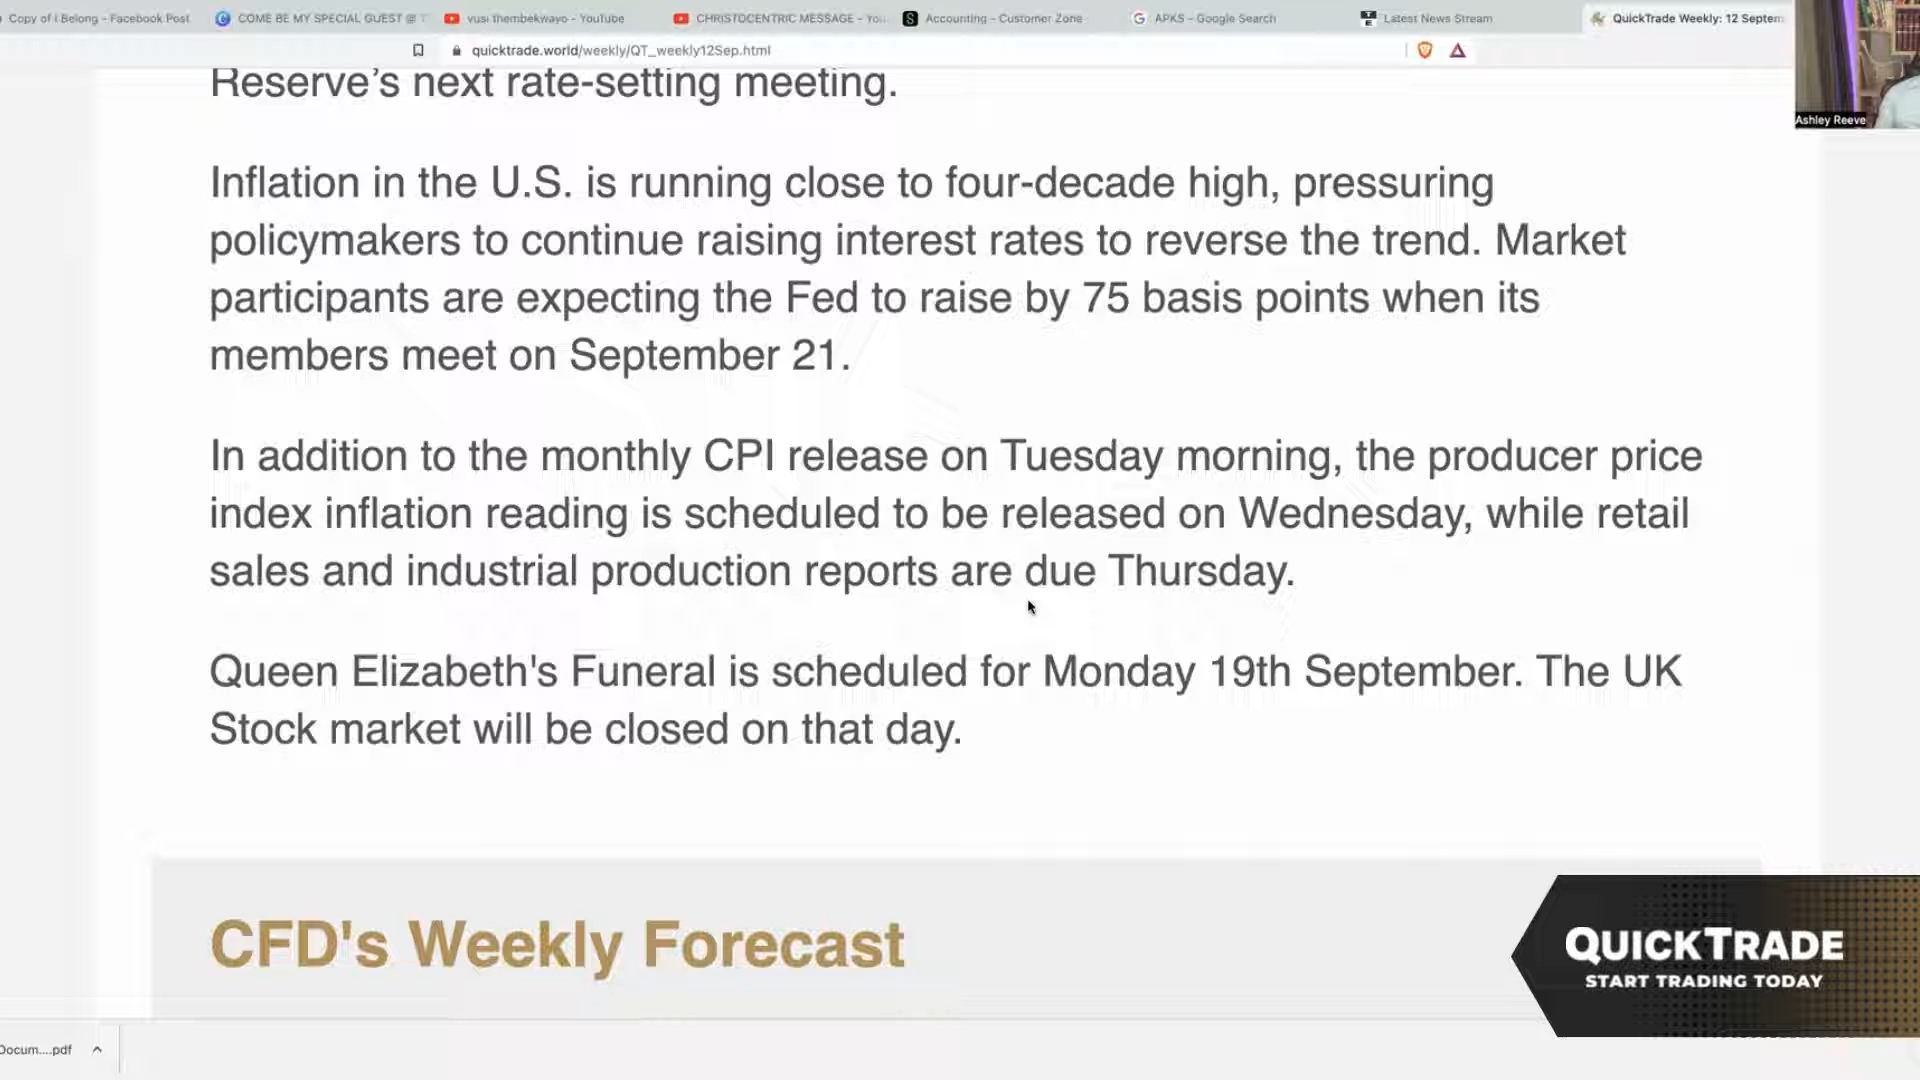 Copy of I Belong - Facebook Post
COME BE MY SPECIAL GUEST @ T
vusi thembekwayo - YouTube
CHRISTOCENTRIC MESSAGE - You
Accounting - Customer Zone
APKS - Google Search
Latest News Stream
QuickTrade Weekly: 12 Septem
quicktrade.world/weekly/QT_weekly12Sep.html
Ashley Reeve
Reserve’s next rate-setting meeting.
Inflation in the U.S. is running close to four-decade high, pressuring
policymakers to continue raising interest rates to reverse the trend. Market
participants are expecting the Fed to raise by 75 basis points when its
members meet on September 21.
In addition to the monthly CPI release on Tuesday morning, the producer price
index inflation reading is scheduled to be released on Wednesday, while retail
sales and industrial production reports are due Thursday.
Queen Elizabeth's Funeral is scheduled for Monday 19th September. The UK
Stock market will be closed on that day.
CFD's Weekly Forecast
QUICKTRADE
START TRADING TODAY
Docum....pdf